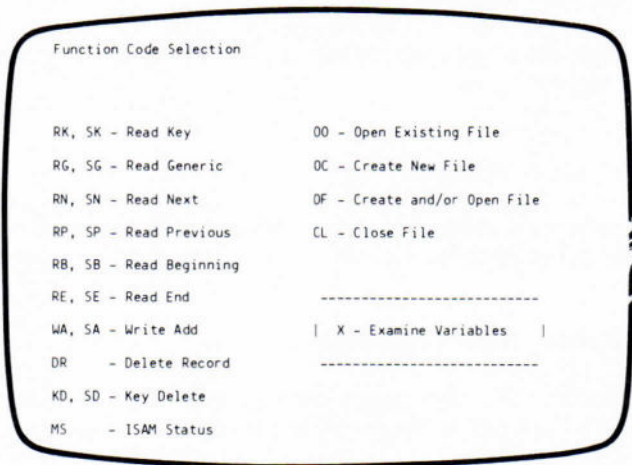 Function Code Selection
RK, SK - Read Key
RG, SG - Read Generic
RN, SN - Read Next
RP, SP - Read Previous
RB, SB - Read Beginning
RE, SE - Read End
WA, SA - Write Add
DR - Delete Record
KD, SD - Key Delete
MS - ISAM Status
OO - Open Existing File
OC - Create New File
OF - Create and/or Open File
CL - Close File
---------------------------
| X - Examine Variables |
---------------------------